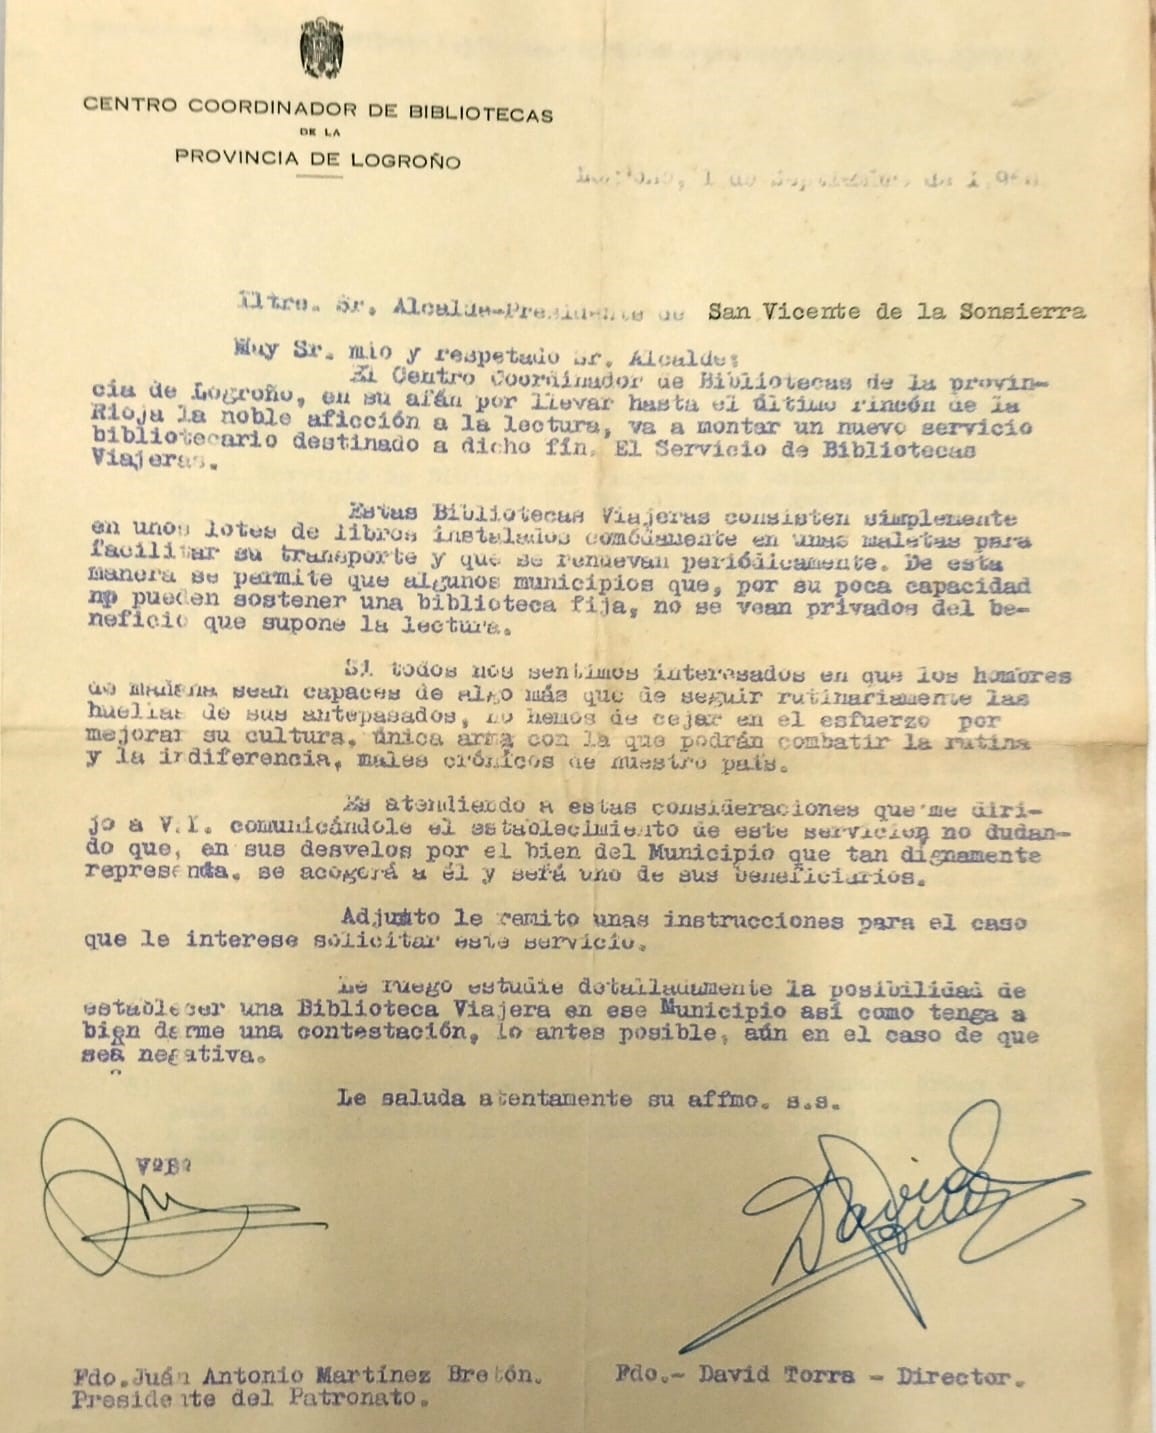 CENTRO COORDINADOR DE BIBLIOTECAS
DE LA
PROVINCIA DE LOGROÑO
Logroño, 1 de Septiembre de
Iltre. Sr. Alcalde-Presidente de San Vicente de la Sonsierra
Muy Sr. mio y respetado Sr. Alcalde:
El Centro Coordinador de Bibliotecas de la provin-
cia de Logroño, en su afán por llevar hasta el último rincón de la
Rioja la noble aficción a la lectura, va a montar un nuevo servicio
bibliotecario destinado a dicho fín. El Servicio de Bibliotecas
Viajeras.
Estas Bibliotecas Viajeras consisten simplemente
en unos lotes de libros instalados comódamente en unas maletas para
facilitar su transporte y que se renuevan periódicamente. De esta
manera se permite que algunos municipios que, por su poca capacidad
np pueden sostener una biblioteca fija, no se vean privados del be-
neficio que supone la lectura.
Si todos nos sentimos interesados en que los hombres
de mañana sean capaces de algo más que de seguir rutinariamente las
huellas de sus antepasados, no hemos de cejar en el esfuerzo por
mejorar su cultura, única arma con la que podrán combatir la rutina
y la indiferencia, males crónicos de nuestro país.
Es atendiendo a estas consideraciones que me diri-
jo a V.I. comunicándole el establecimiento de este servicion no dudan-
do que, en sus desvelos por el bien del Municipio que tan dignamente
representa, se acogerá a él y será uno de sus beneficiarios.
Adjunto le remito unas instrucciones para el caso
que le interese solicitar este servicio.
Le ruego estudie detalladamente la posibilidad de
establecer una Biblioteca Viajera en ese Municipio así como tenga a
bien darme una contestación, lo antes posible, aún en el caso de que
sea negativa.
Le saluda atentamente su affmo. s.s.
VºBº
David
Fdo.Juán Antonio Martínez Bretón. Fdo.- David Torra - Director.
Presidente del Patronato.